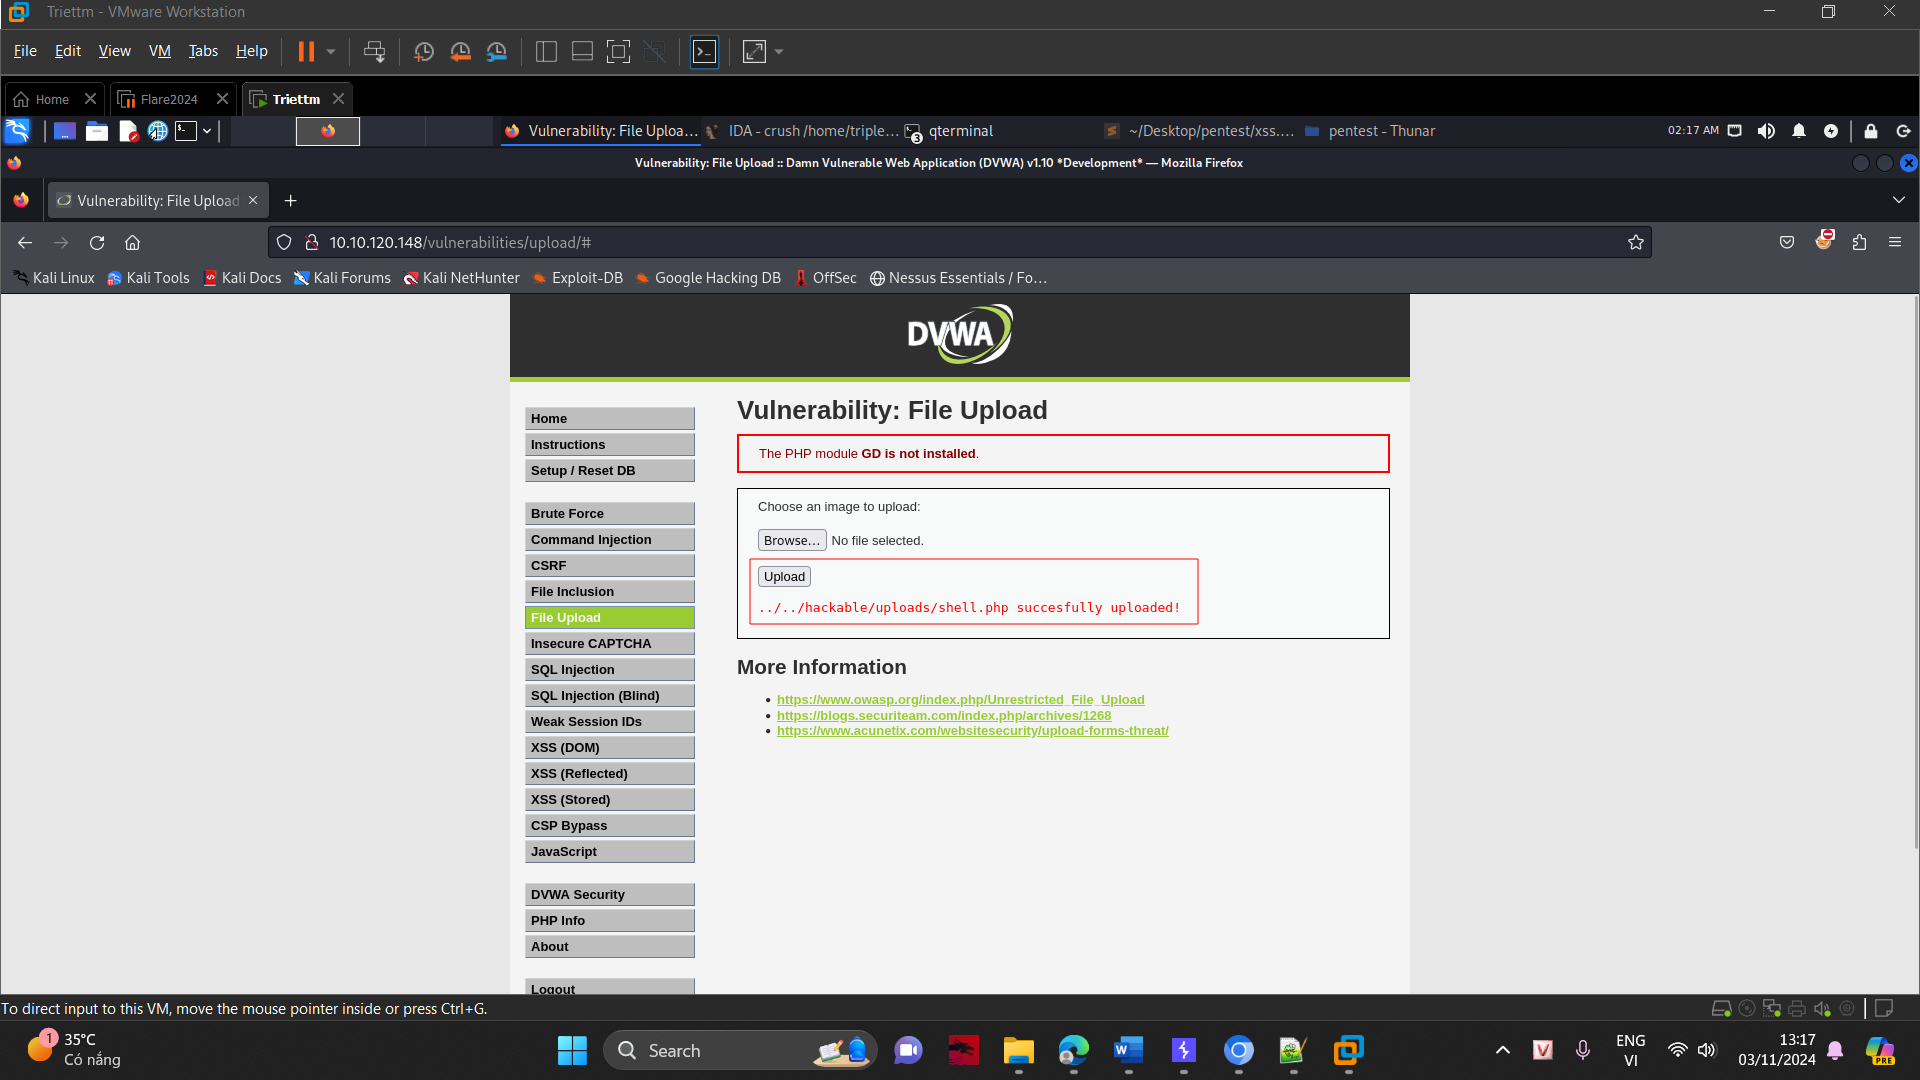 Triettm - VMware Workstation
File Edit View VM Tabs Help
Home Flare2024 Triettm
Vulnerability: File Uploa... IDA - crush /home/triple... 3 qterminal ~/Desktop/pentest/xss.... pentest - Thunar 02:17 AM
Vulnerability: File Upload :: Damn Vulnerable Web Application (DVWA) v1.10 *Development* — Mozilla Firefox
Vulnerability: File Upload
10.10.120.148/vulnerabilities/upload/#
Kali Linux Kali Tools Kali Docs Kali Forums Kali NetHunter Exploit-DB Google Hacking DB OffSec Nessus Essentials / Fo...
DVWA
Home
Instructions
Setup / Reset DB
Brute Force
Command Injection
CSRF
File Inclusion
File Upload
Insecure CAPTCHA
SQL Injection
SQL Injection (Blind)
Weak Session IDs
XSS (DOM)
XSS (Reflected)
XSS (Stored)
CSP Bypass
JavaScript
DVWA Security
PHP Info
About
Logout
Vulnerability: File Upload
The PHP module GD is not installed.
Choose an image to upload:
Browse... No file selected.
Upload
../../hackable/uploads/shell.php succesfully uploaded!
More Information
https://www.owasp.org/index.php/Unrestricted_File_Upload
https://blogs.securiteam.com/index.php/archives/1268
https://www.acunetix.com/websitesecurity/upload-forms-threat/
To direct input to this VM, move the mouse pointer inside or press Ctrl+G.
1 35°C
Có nắng
Search
ENG
VI
13:17
03/11/2024
PRE